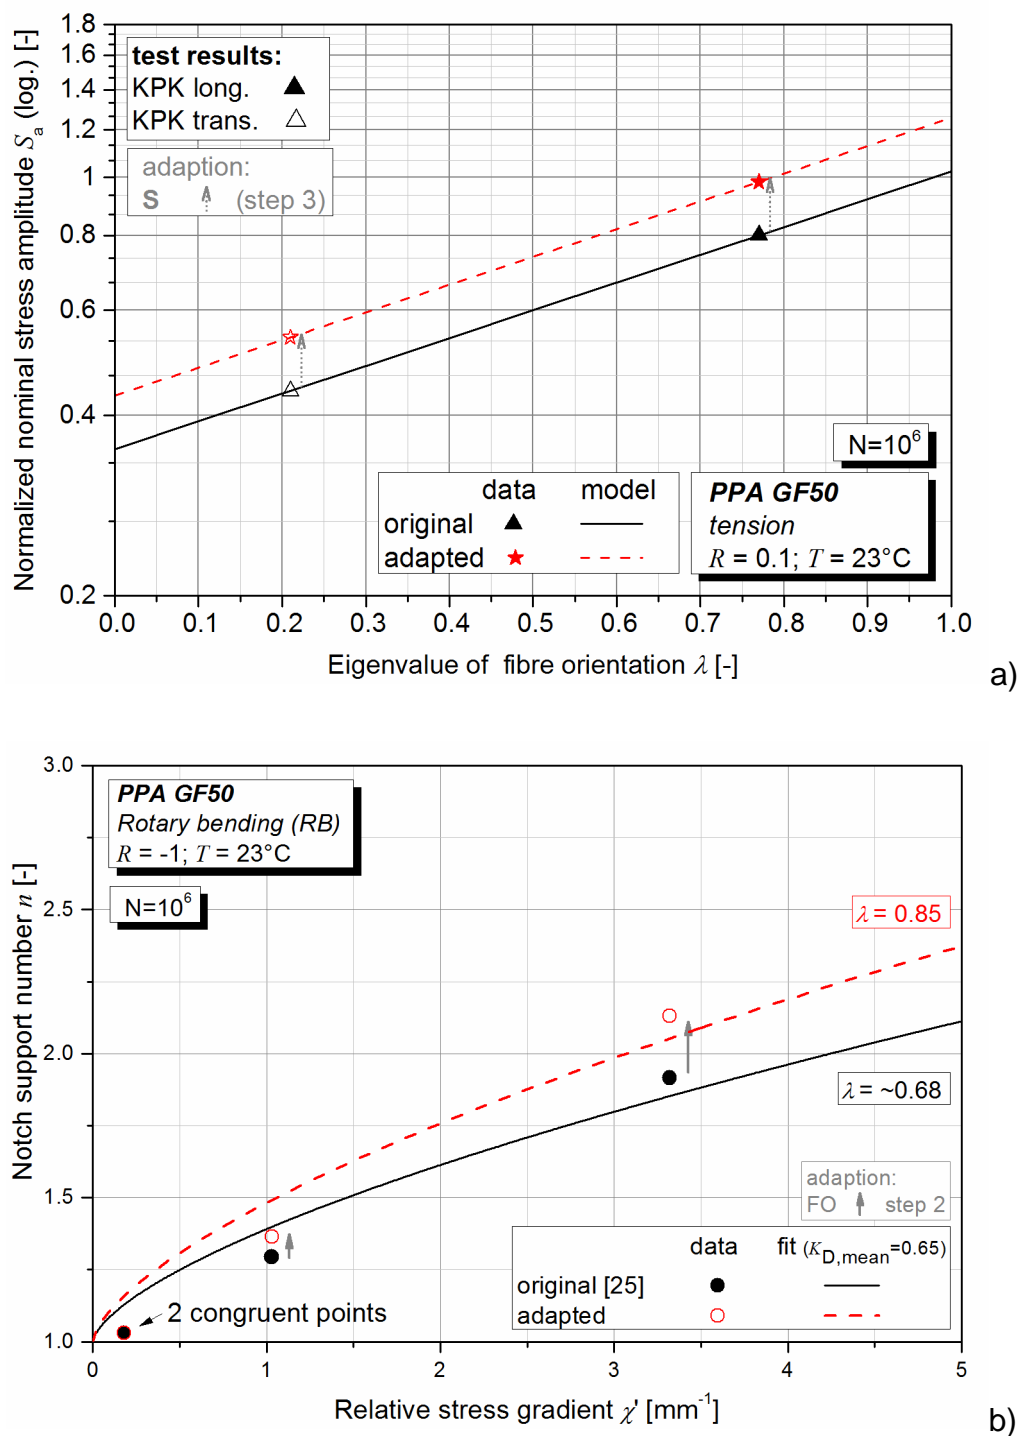 Normalized nominal stress amplitude Sa (log.) [-]
1.8
1.6
1.4
1.2
1
0.8
0.6
0.4
0.2
test results:
KPK long.
KPK trans.
adaption:
S (step 3)
N=10⁶
data model
original
adapted
PPA GF50
tension
R = 0.1; T = 23°C
0.0 0.1 0.2 0.3 0.4 0.5 0.6 0.7 0.8 0.9 1.0
Eigenvalue of fibre orientation λ [-]
a)
Notch support number n [-]
3.0
2.5
2.0
1.5
1.0
PPA GF50
Rotary bending (RB)
R = -1; T = 23°C
N=10⁶
λ = 0.85
λ = ~0.68
adaption:
FO step 2
data fit (K_D,mean=0.65)
original [25]
adapted
2 congruent points
0 1 2 3 4 5
Relative stress gradient χ' [mm⁻¹]
b)